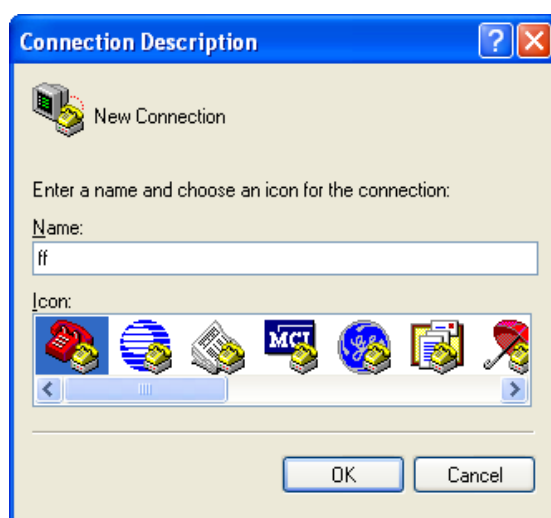 Connection Description
New Connection
Enter a name and choose an icon for the connection:
Name:
ff
Icon:
MCI
OK
Cancel